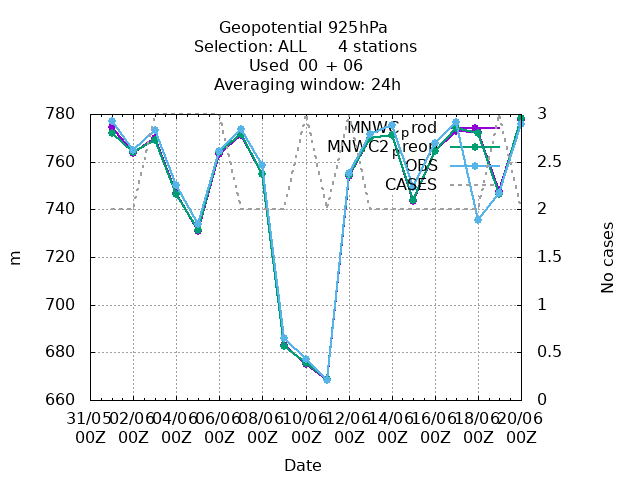 Geopotential 925hPa
Selection: ALL 4 stations
Used 00 + 06
Averaging window: 24h
780
760
740
720
700
680
660
m
3
2.5
2
1.5
1
0.5
0
No cases
MNWC_prod
MNWC2_preop
OBS
CASES
31/05 02/06 04/06 06/06 08/06 10/06 12/06 14/06 16/06 18/06 20/06
00Z 00Z 00Z 00Z 00Z 00Z 00Z 00Z 00Z 00Z 00Z
Date